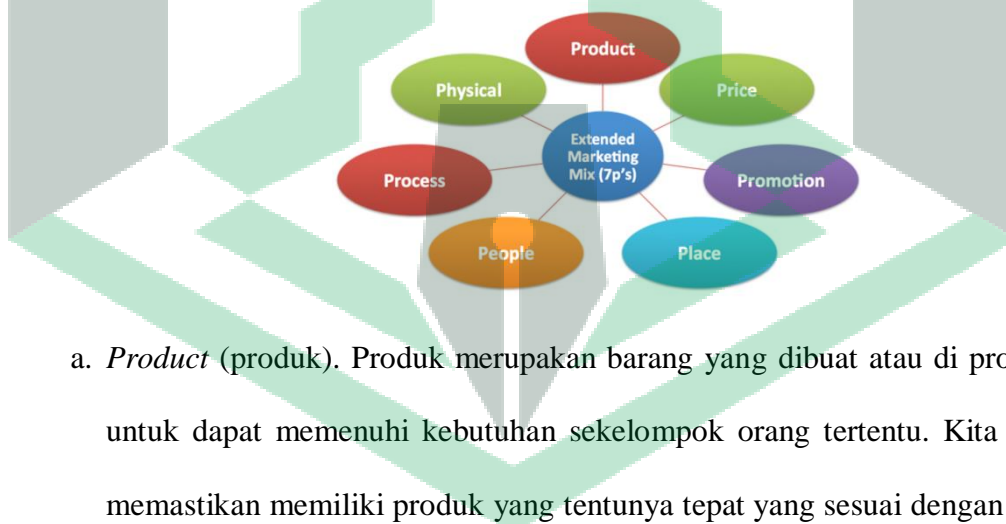 Product
Physical
Price
Extended
Marketing
Mix (7p's)
Process
Promotion
People
Place
a. Product (produk). Produk merupakan barang yang dibuat atau di pro
untuk dapat memenuhi kebutuhan sekelompok orang tertentu. Kita
memastikan memiliki produk yang tentunya tepat yang sesuai dengan